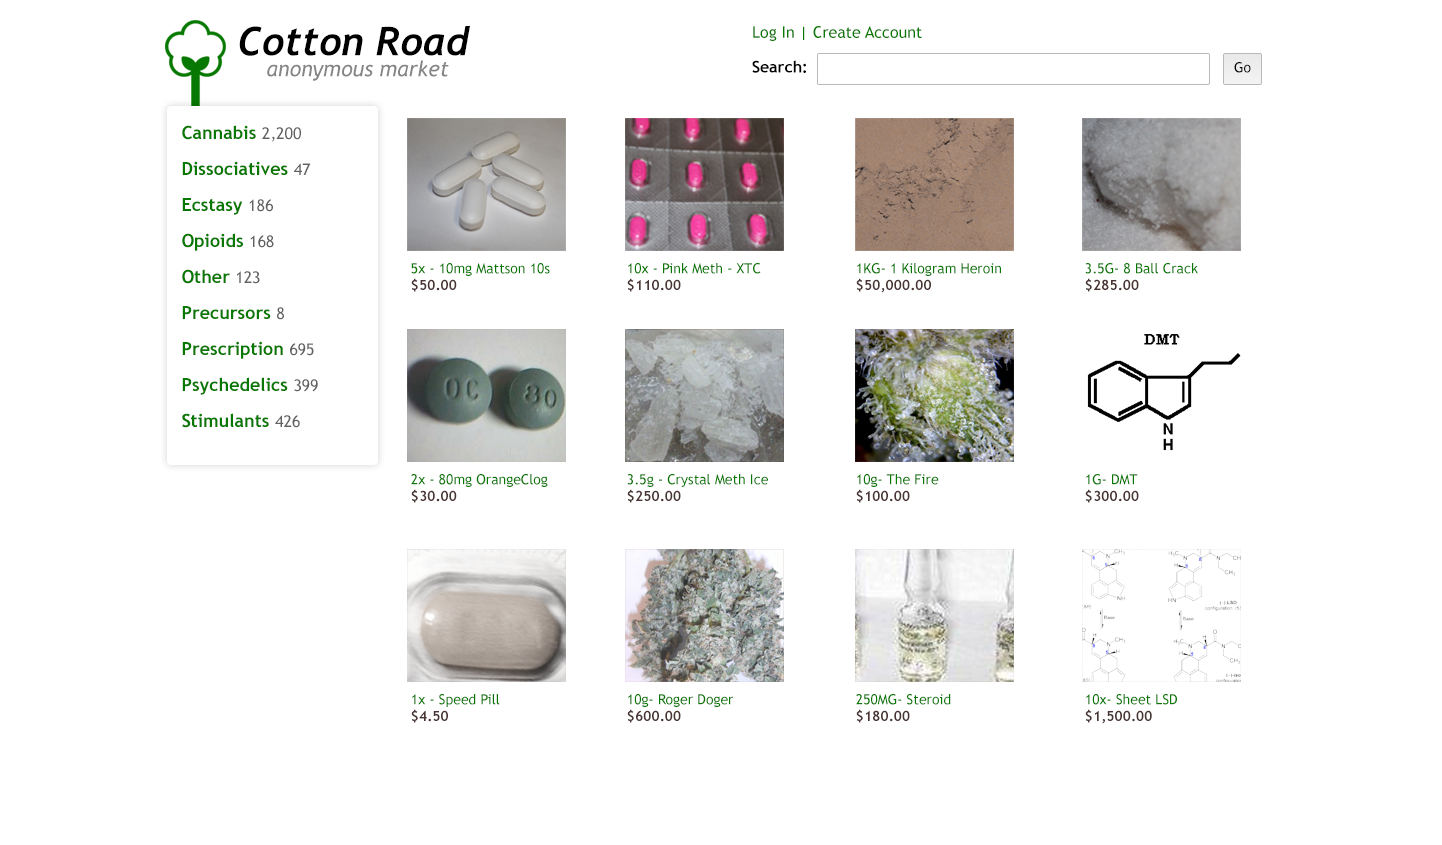 Cotton Road
anonymous market
Log In | Create Account
Search:
Go
Cannabis 2,200
Dissociatives 47
Ecstasy 186
Opioids 168
Other 123
Precursors 8
Prescription 695
Psychedelics 399
Stimulants 426
5x - 10mg Mattson 10s
$50.00
10x - Pink Meth - XTC
$110.00
1KG- 1 Kilogram Heroin
$50,000.00
3.5G- 8 Ball Crack
$285.00
OC
80
DMT
N
H
2x - 80mg OrangeClog
$30.00
3.5g - Crystal Meth Ice
$250.00
10g- The Fire
$100.00
1G- DMT
$300.00
1x - Speed Pill
$4.50
10g- Roger Doger
$600.00
250MG- Steroid
$180.00
10x- Sheet LSD
$1,500.00